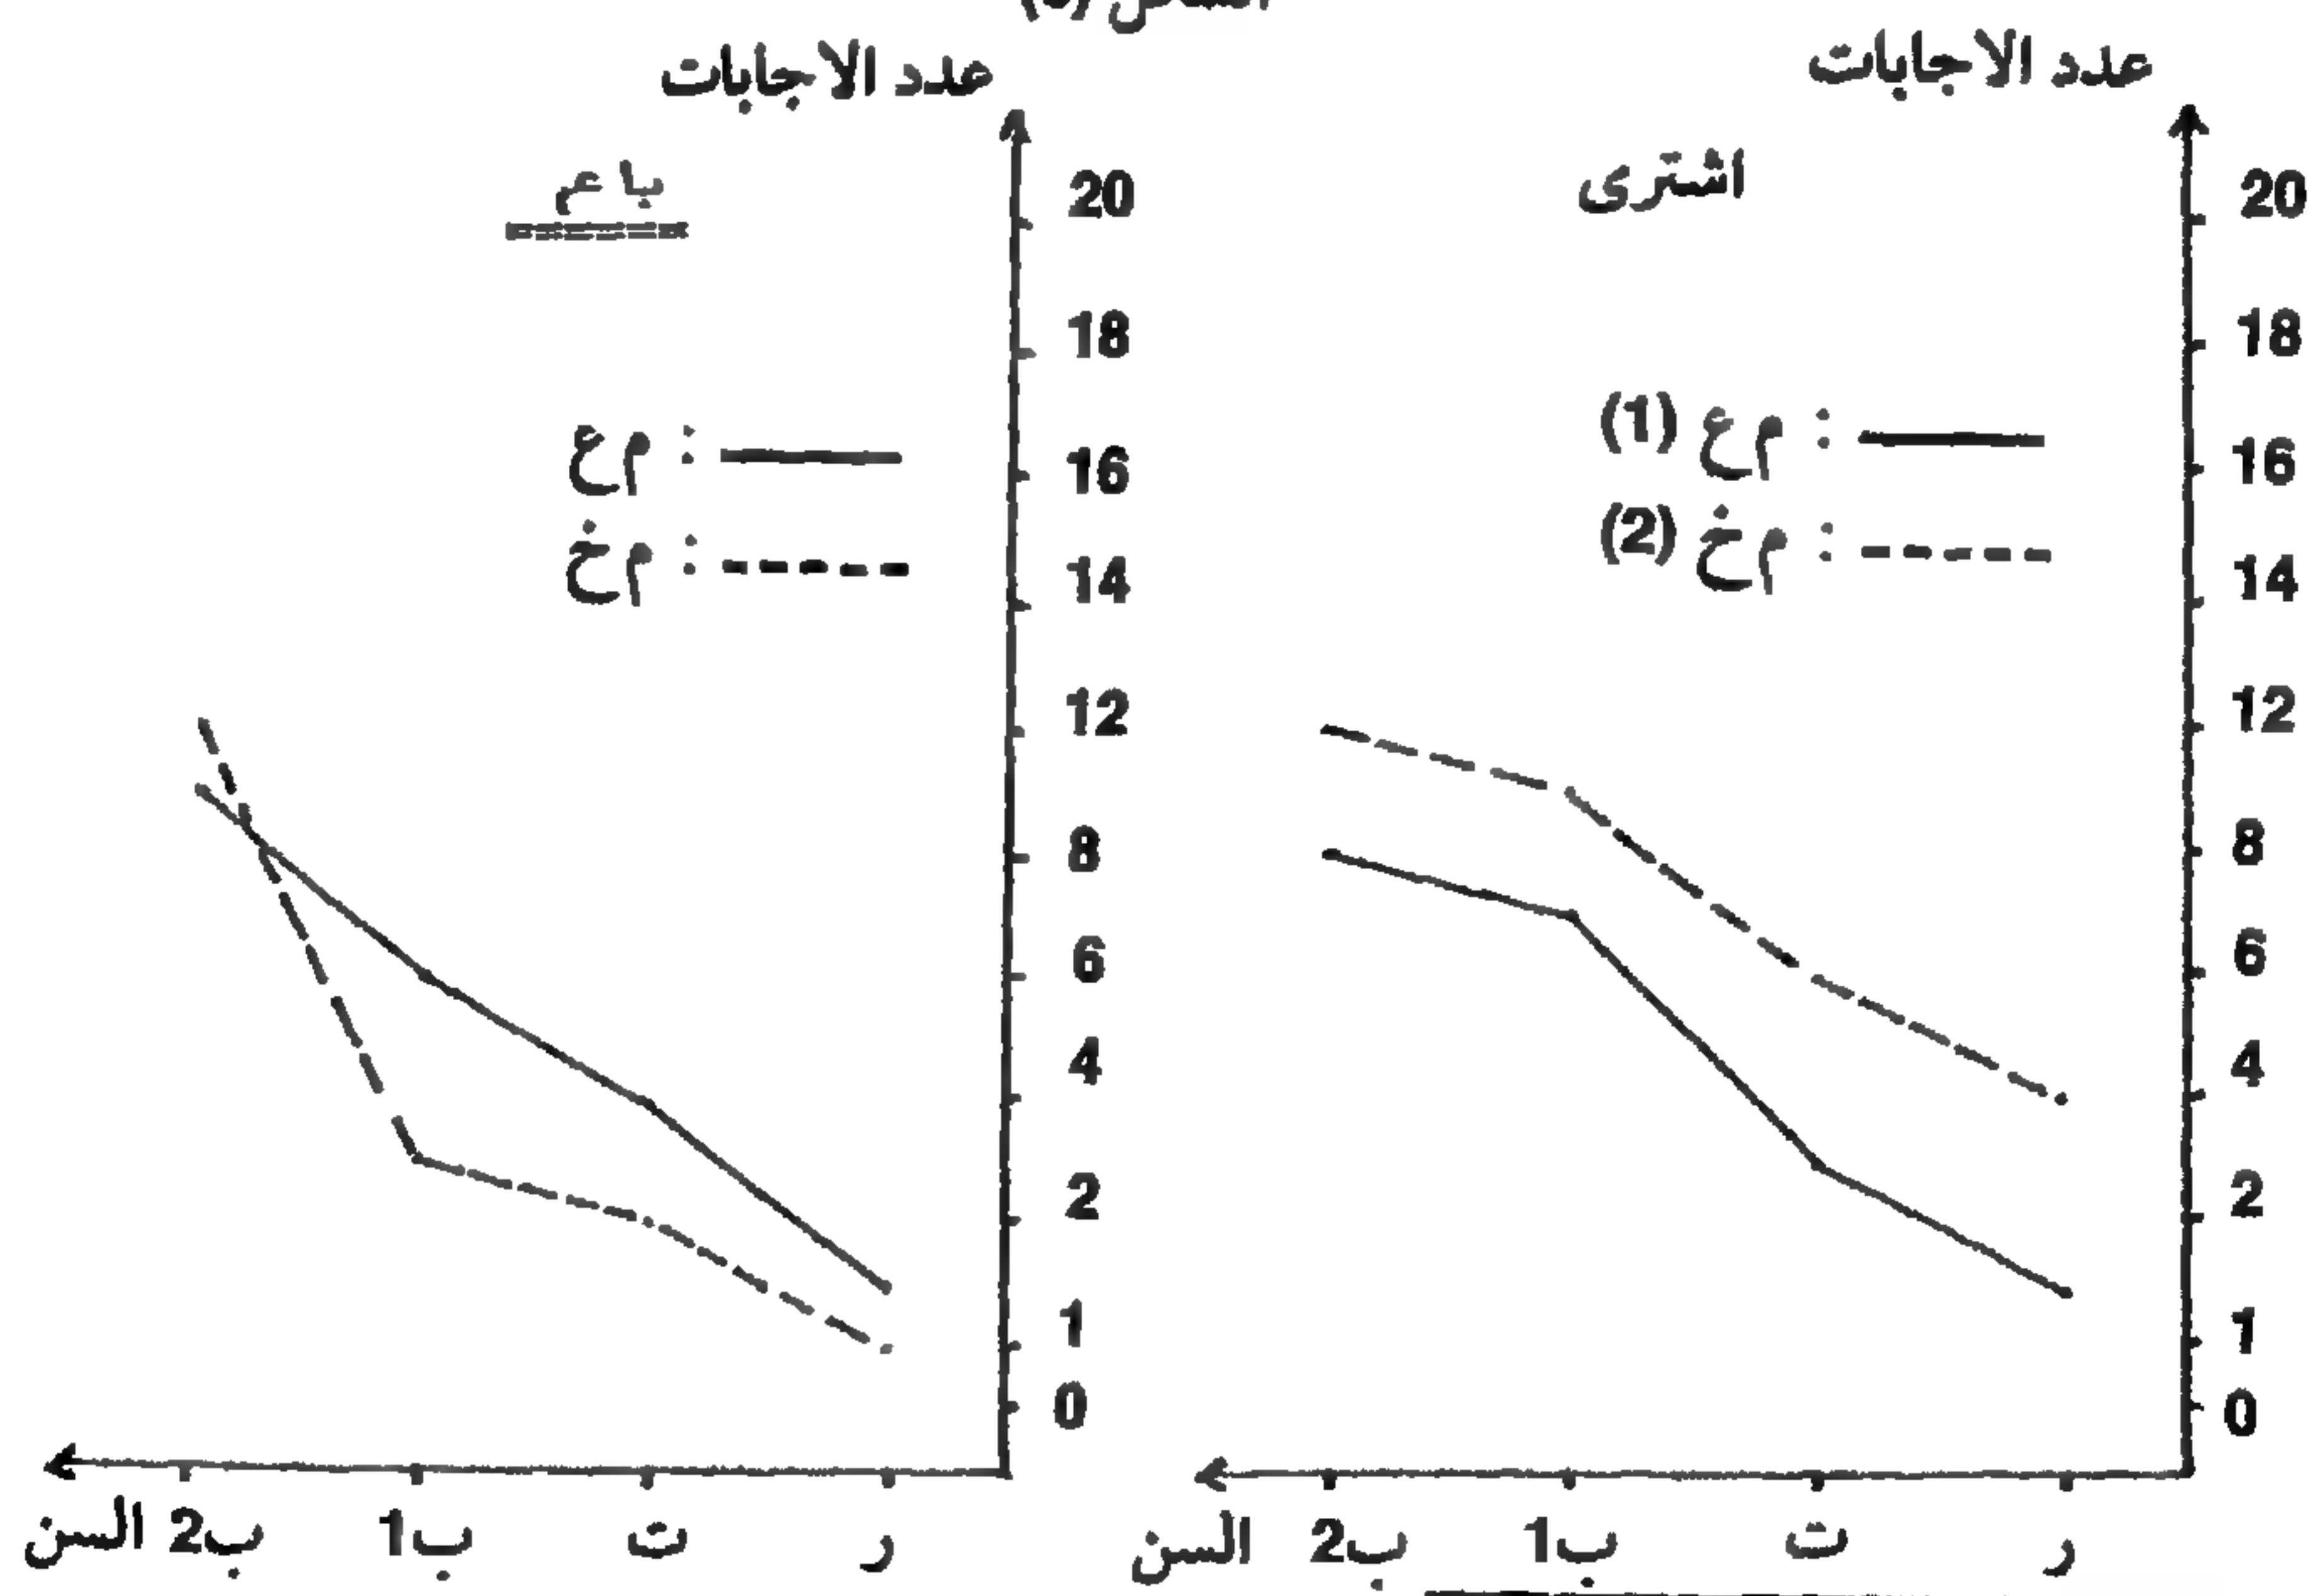 عدد الاجابات
اشترى
20
18
م ع (1) :
16
م خ (2) :
14
12
8
6
4
2
1
0
ر ت ب1 ب2 السن
عدد الاجابات
باع
20
18
م ع :
16
م خ :
14
12
8
6
4
2
1
0
ر ت ب1 ب2 السن